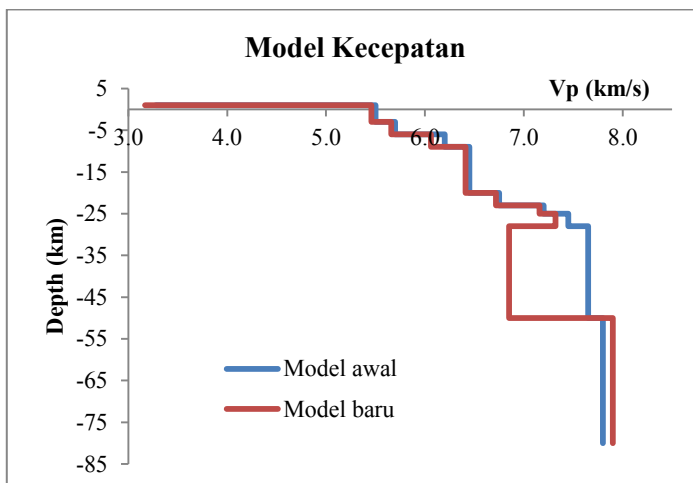 Model Kecepatan
Vp (km/s)
5
3.0 4.0 5.0 6.0 7.0 8.0
-5
-15
-25
-35
-45
-55
-65
-75
-85
Depth (km)
Model awal
Model baru